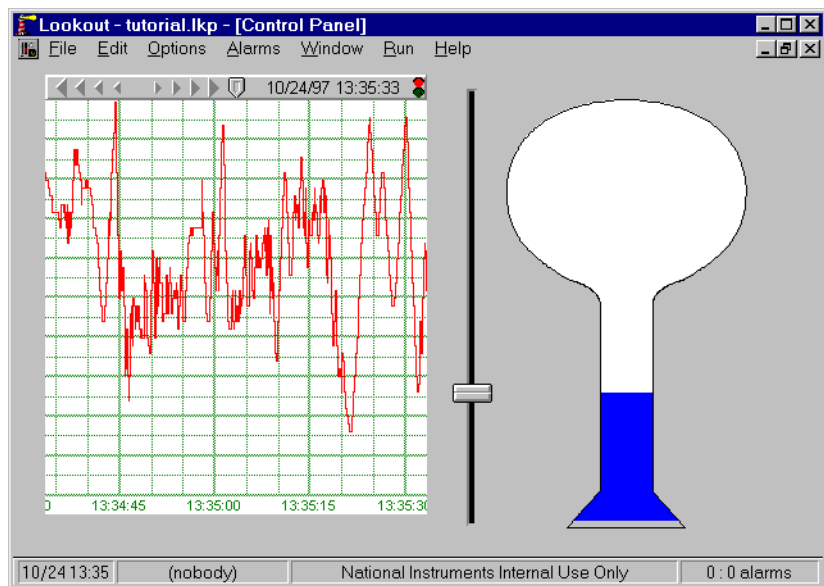 Lookout - tutorial.lkp - [Control Panel]
File Edit Options Alarms Window Run Help
10/24/97 13:35:33
0 13:34:45 13:35:00 13:35:15 13:35:30
10/24 13:35 (nobody) National Instruments Internal Use Only 0 : 0 alarms